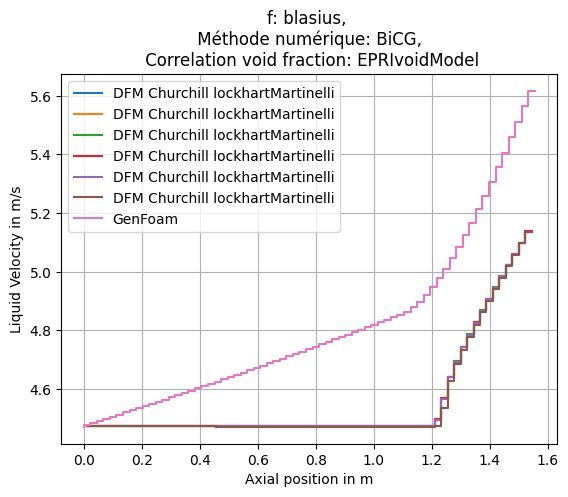 f: blasius,
Méthode numérique: BiCG,
Correlation void fraction: EPRIvoidModel
DFM Churchill lockhartMartinelli
DFM Churchill lockhartMartinelli
DFM Churchill lockhartMartinelli
DFM Churchill lockhartMartinelli
DFM Churchill lockhartMartinelli
DFM Churchill lockhartMartinelli
GenFoam
Liquid Velocity in m/s
5.6
5.4
5.2
5.0
4.8
4.6
0.0 0.2 0.4 0.6 0.8 1.0 1.2 1.4 1.6
Axial position in m